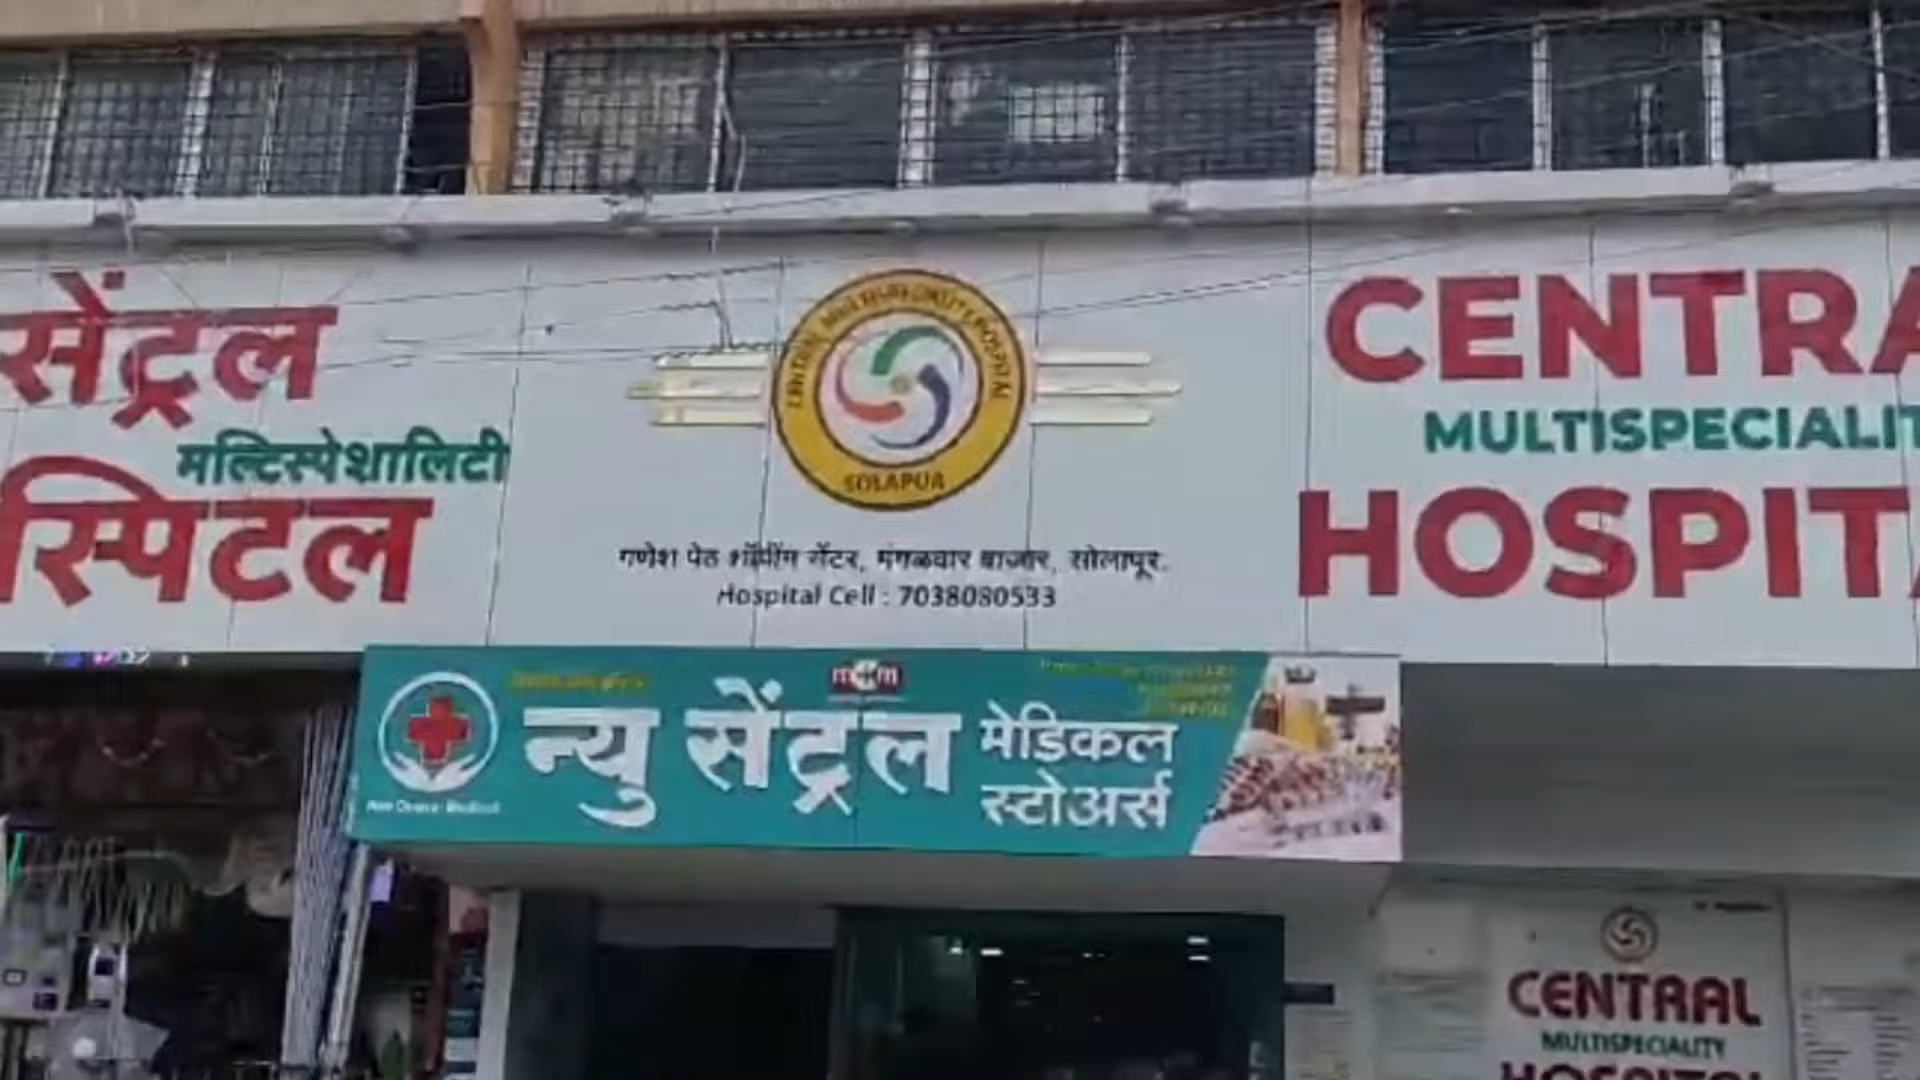 सेंट्रल
मल्टिस्पेशालिटी
स्पिटल
CENTRAL MULTISPECIALITY HOSPITAL
SOLAPUR
गणेश पेठ शॉपींग सेंटर, मंगळवार बाजार, सोलापूर.
Hospital Cell : 7038080533
CENTRA
MULTISPECIALIT
HOSPITA
न्यु सेंट्रल मेडिकल
स्टोअर्स
CENTRAL
MULTISPECIALITY
HOSPITAL